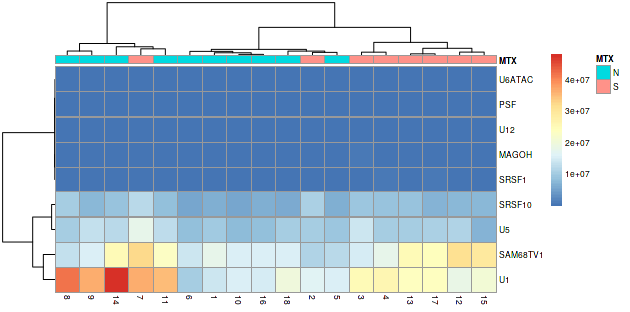 MTX
U6ATAC
PSF
U12
MAGOH
SRSF1
SRSF10
U5
SAM68TV1
U1
8 9 14 7 11 6 1 10 16 18 2 5 3 4 13 17 12 15
4e+07
3e+07
2e+07
1e+07
MTX
N
S